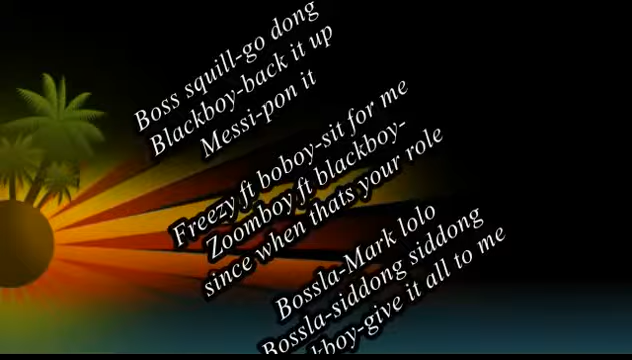 Boss squill-go dong
Blackboy-back it up
Messi-pon it
Freezy ft boboy-sit for me
Zoomboy ft blackboy-
since when thats your role
Bossla-Mark lolo
Bossla-siddong siddong
kboy-give it all to me